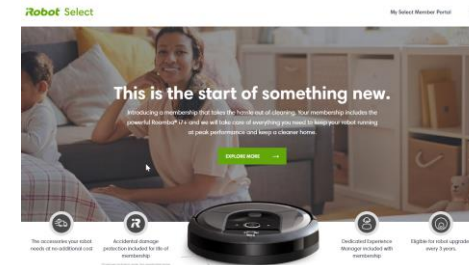 iRobot Select
My Select Member Portal
This is the start of something new.
Introducing a membership that takes the hassle out of cleaning. Your membership includes the
powerful Roomba® i7+ and we will take care of everything you need to keep your robot running
at peak performance and keep a cleaner home.
EXPLORE MORE →
The accessories your robot
needs at no additional cost
Accidental damage
protection included for life of
membership
Dedicated Experience
Manager included with
membership
Eligible for robot upgrade
every 3 years.